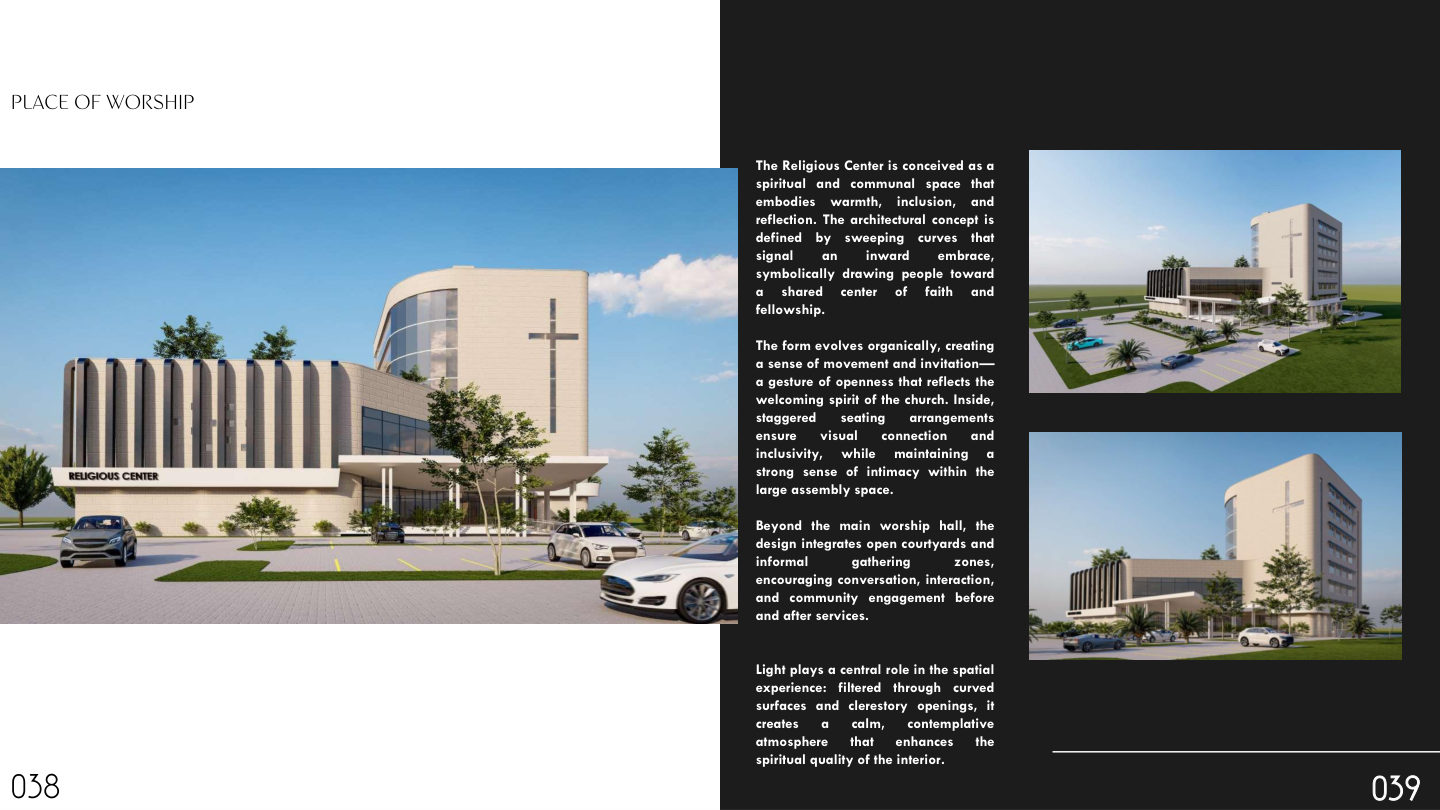 PLACE OF WORSHIP
RELIGIOUS CENTER
The Religious Center is conceived as a
spiritual and communal space that
embodies warmth, inclusion, and
reflection. The architectural concept is
defined by sweeping curves that
signal an inward embrace,
symbolically drawing people toward
a shared center of faith and
fellowship.
The form evolves organically, creating
a sense of movement and invitation—
a gesture of openness that reflects the
welcoming spirit of the church. Inside,
staggered seating arrangements
ensure visual connection and
inclusivity, while maintaining a
strong sense of intimacy within the
large assembly space.
Beyond the main worship hall, the
design integrates open courtyards and
informal gathering zones,
encouraging conversation, interaction,
and community engagement before
and after services.
Light plays a central role in the spatial
experience: filtered through curved
surfaces and clerestory openings, it
creates a calm, contemplative
atmosphere that enhances the
spiritual quality of the interior.
038
039